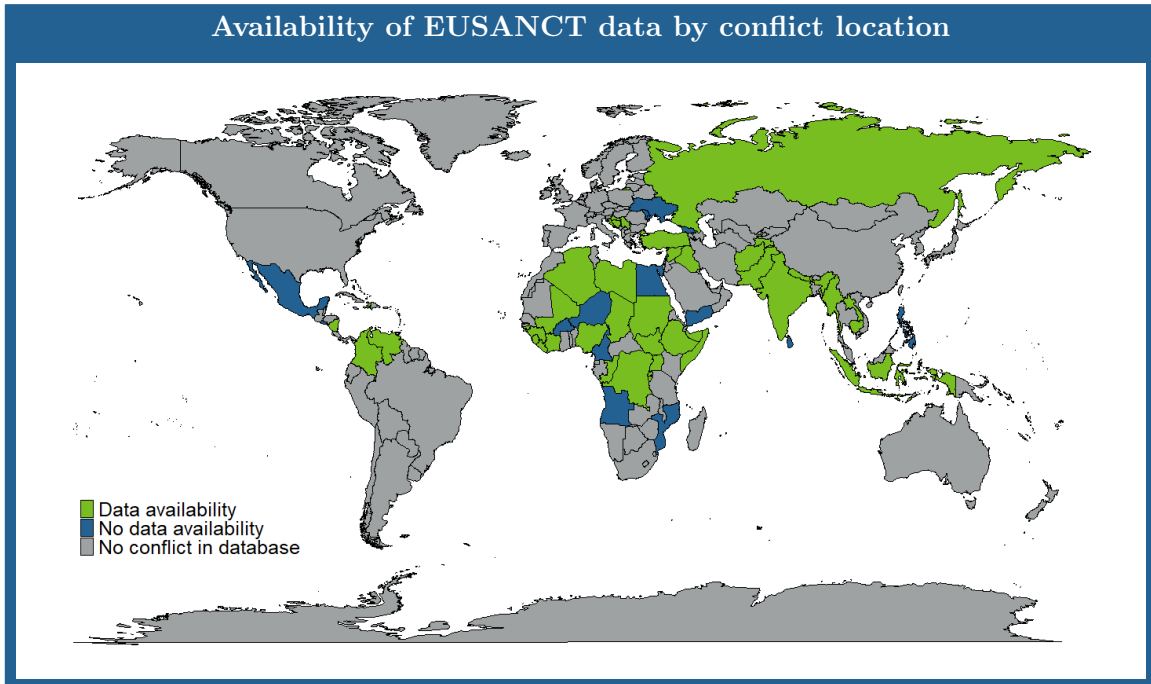 Availability of EUSANCT data by conflict location
Data availability
No data availability
No conflict in database